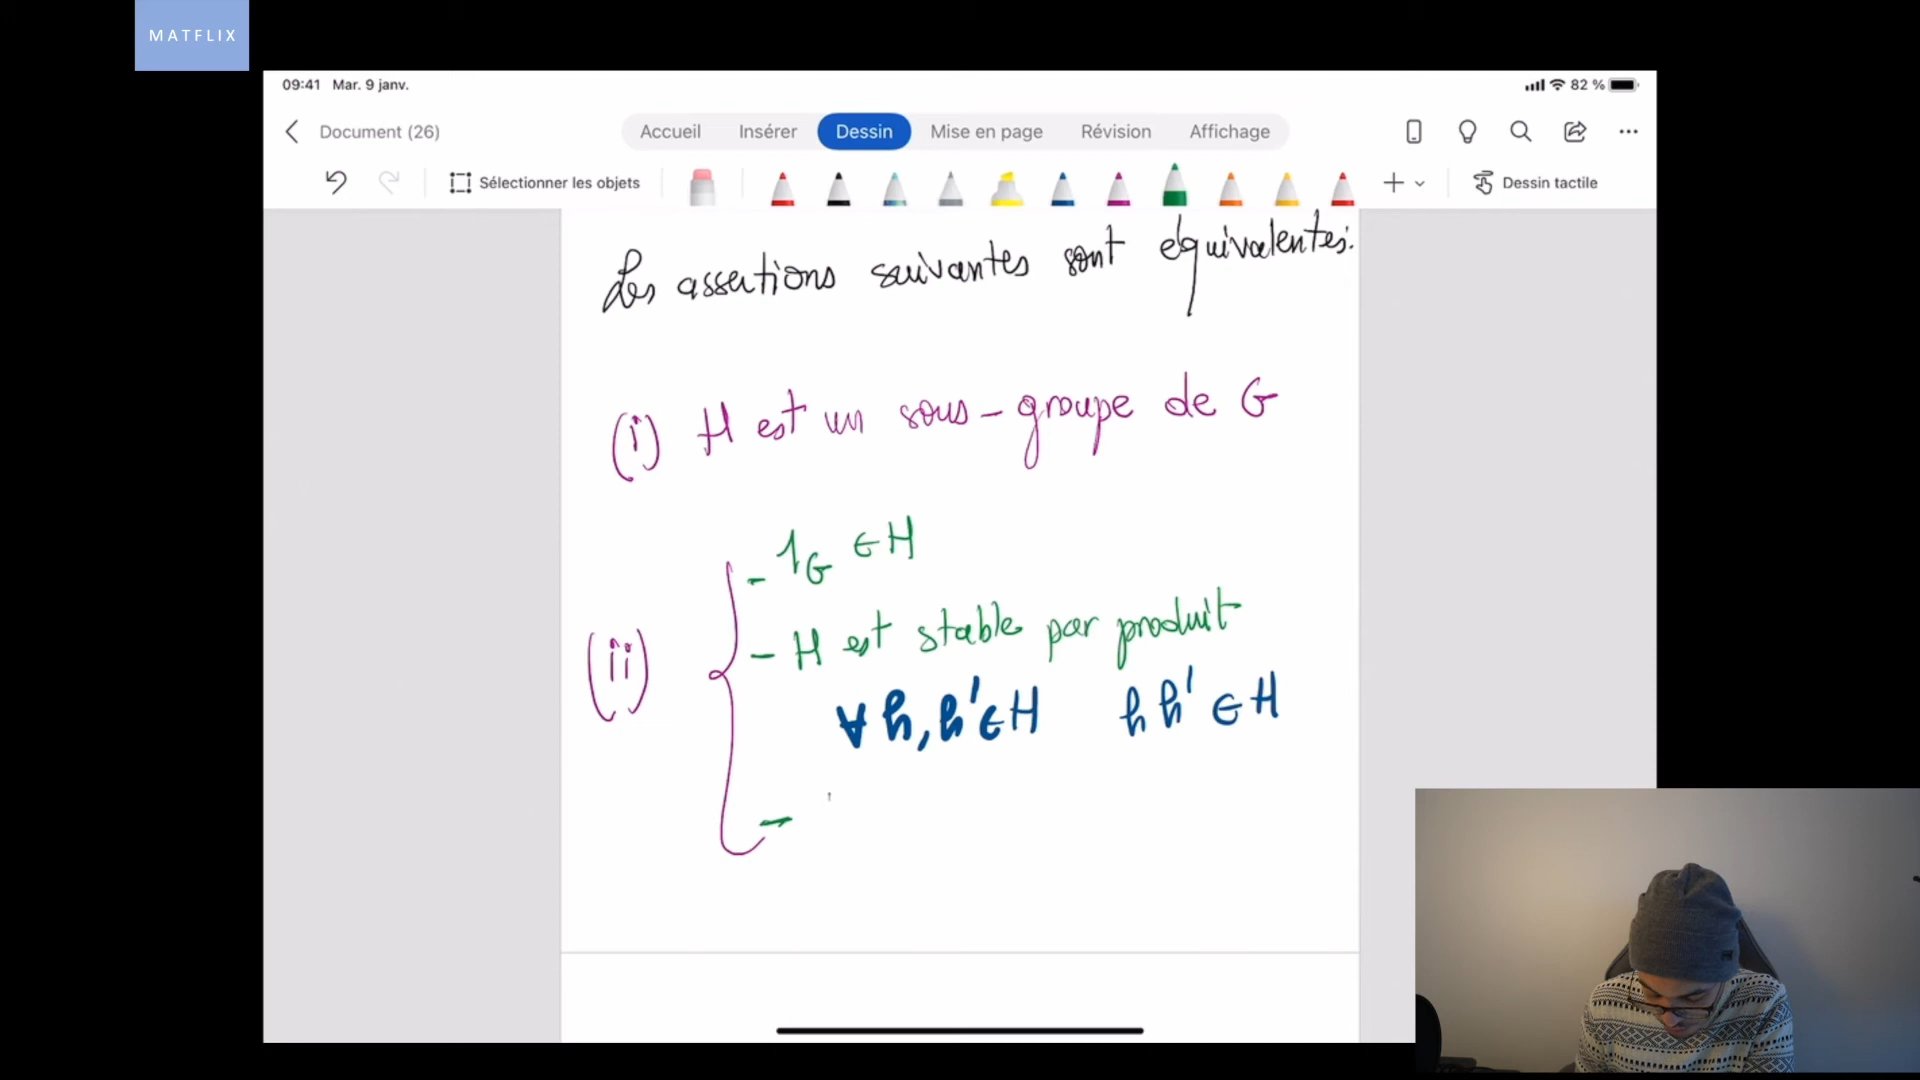 MATFLIX
09:41 Mar. 9 janv. 82 %
Document (26) Accueil Insérer Dessin Mise en page Révision Affichage
Sélectionner les objets Dessin tactile
Les assertions suivantes sont équivalentes:
(i) H est un sous-groupe de G
(ii)
- 1_G ∈ H
- H est stable par produit
∀ h, h' ∈ H h h' ∈ H
-